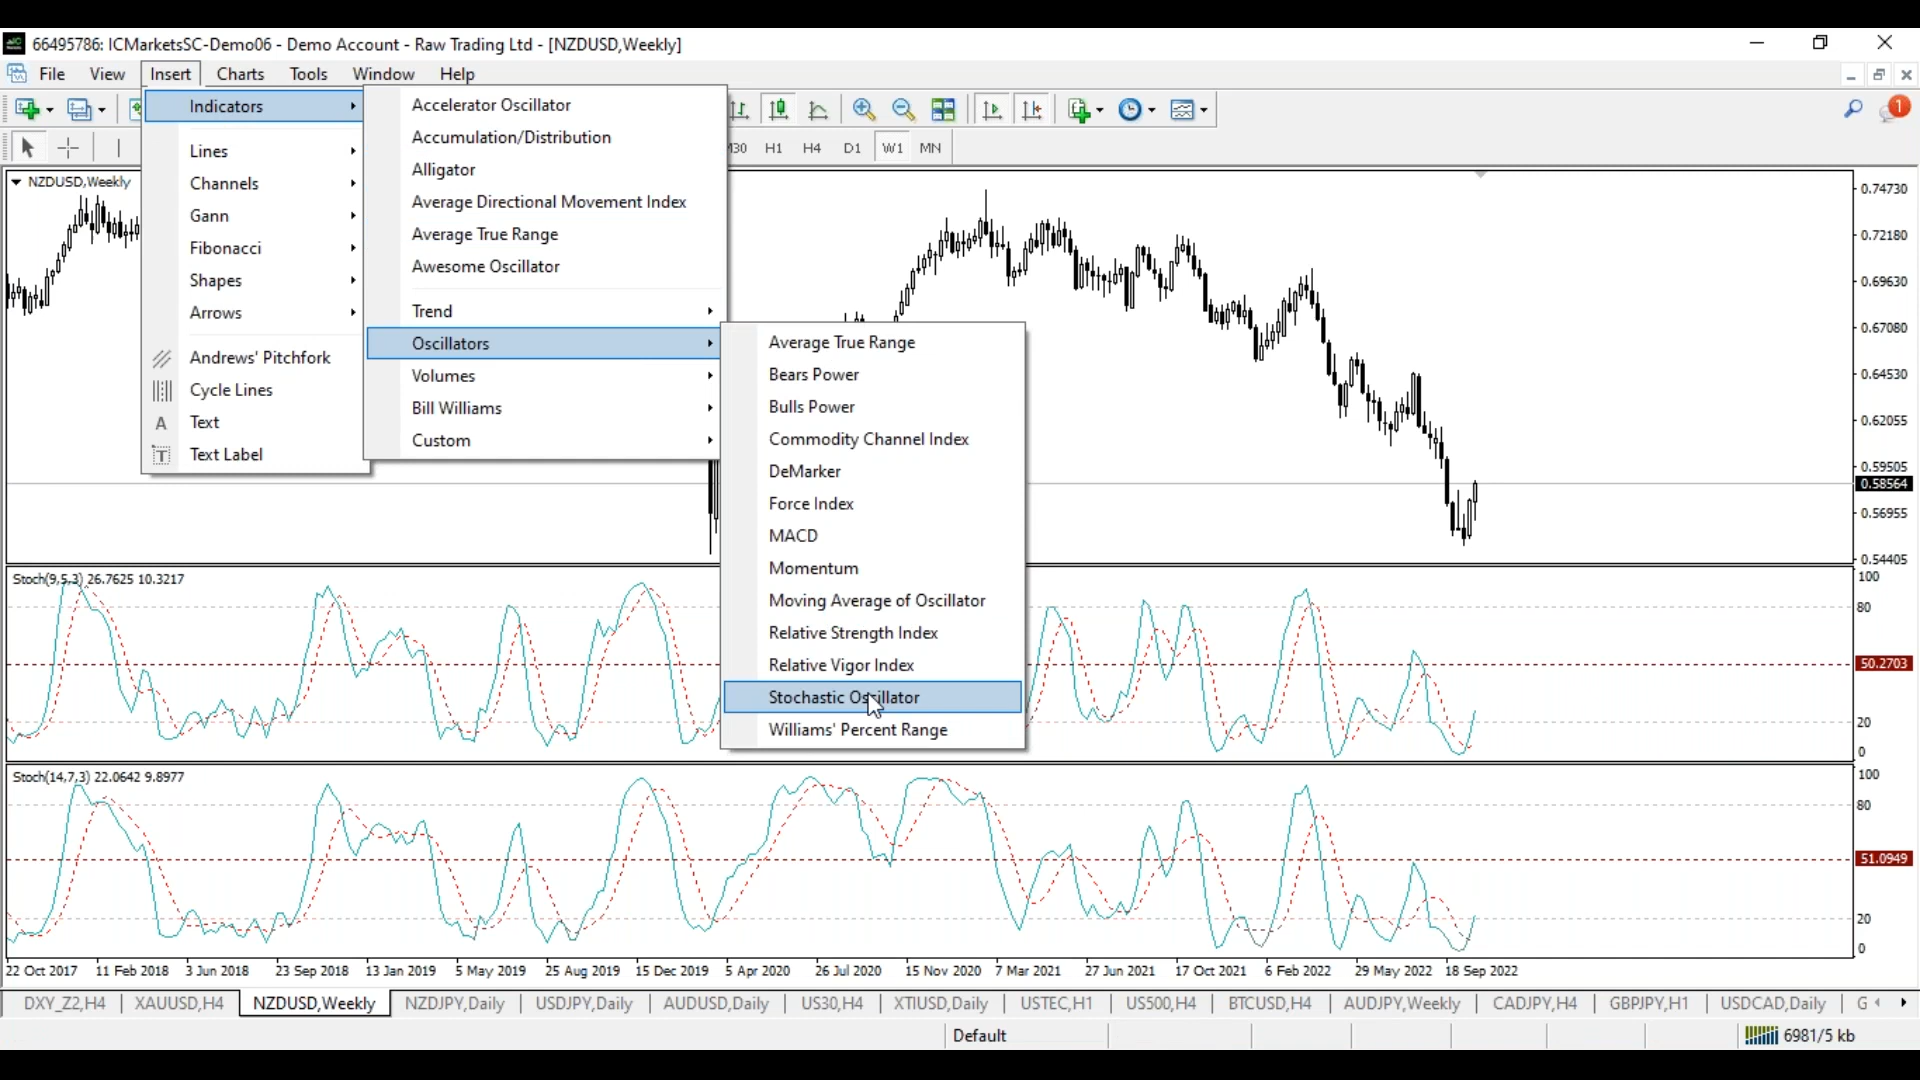 66495786: ICMarketsSC-Demo06 - Demo Account - Raw Trading Ltd - [NZDUSD,Weekly]
File View Insert Charts Tools Window Help
1
M30 H1 H4 D1 W1 MN
NZDUSD,Weekly
Indicators
Lines
Channels
Gann
Fibonacci
Shapes
Arrows
Andrews' Pitchfork
Cycle Lines
A Text
T Text Label
Accelerator Oscillator
Accumulation/Distribution
Alligator
Average Directional Movement Index
Average True Range
Awesome Oscillator
Trend
Oscillators
Volumes
Bill Williams
Custom
Average True Range
Bears Power
Bulls Power
Commodity Channel Index
DeMarker
Force Index
MACD
Momentum
Moving Average of Oscillator
Relative Strength Index
Relative Vigor Index
Stochastic Oscillator
Williams' Percent Range
0.74730
0.72180
0.69630
0.67080
0.64530
0.62055
0.59505
0.58564
0.56955
0.54405
Stoch(9,5,3) 26.7625 10.3217
100
80
50.2703
20
0
Stoch(14,7,3) 22.0642 9.8977
100
80
51.0949
20
0
22 Oct 2017 11 Feb 2018 3 Jun 2018 23 Sep 2018 13 Jan 2019 5 May 2019 25 Aug 2019 15 Dec 2019 5 Apr 2020 26 Jul 2020 15 Nov 2020 7 Mar 2021 27 Jun 2021 17 Oct 2021 6 Feb 2022 29 May 2022 18 Sep 2022
DXY_Z2,H4 XAUUSD,H4 NZDUSD,Weekly NZDJPY,Daily USDJPY,Daily AUDUSD,Daily US30,H4 XTIUSD,Daily USTEC,H1 US500,H4 BTCUSD,H4 AUDJPY,Weekly CADJPY,H4 GBPJPY,H1 USDCAD,Daily G
Default 6981/5 kb